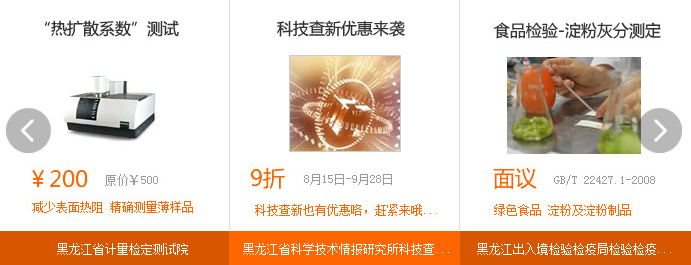 “热扩散系数”测试
¥200 原价¥500
减少表面热阻 精确测量薄样品
黑龙江省计量检定测试院
科技查新优惠来袭
9折 8月15日-9月28日
科技查新也有优惠咯，赶紧来哦...
黑龙江省科学技术情报研究所科技查...
食品检验-淀粉灰分测定
面议 GB/T 22427.1-2008
绿色食品 淀粉及淀粉制品
黑龙江出入境检验检疫局检验检疫...